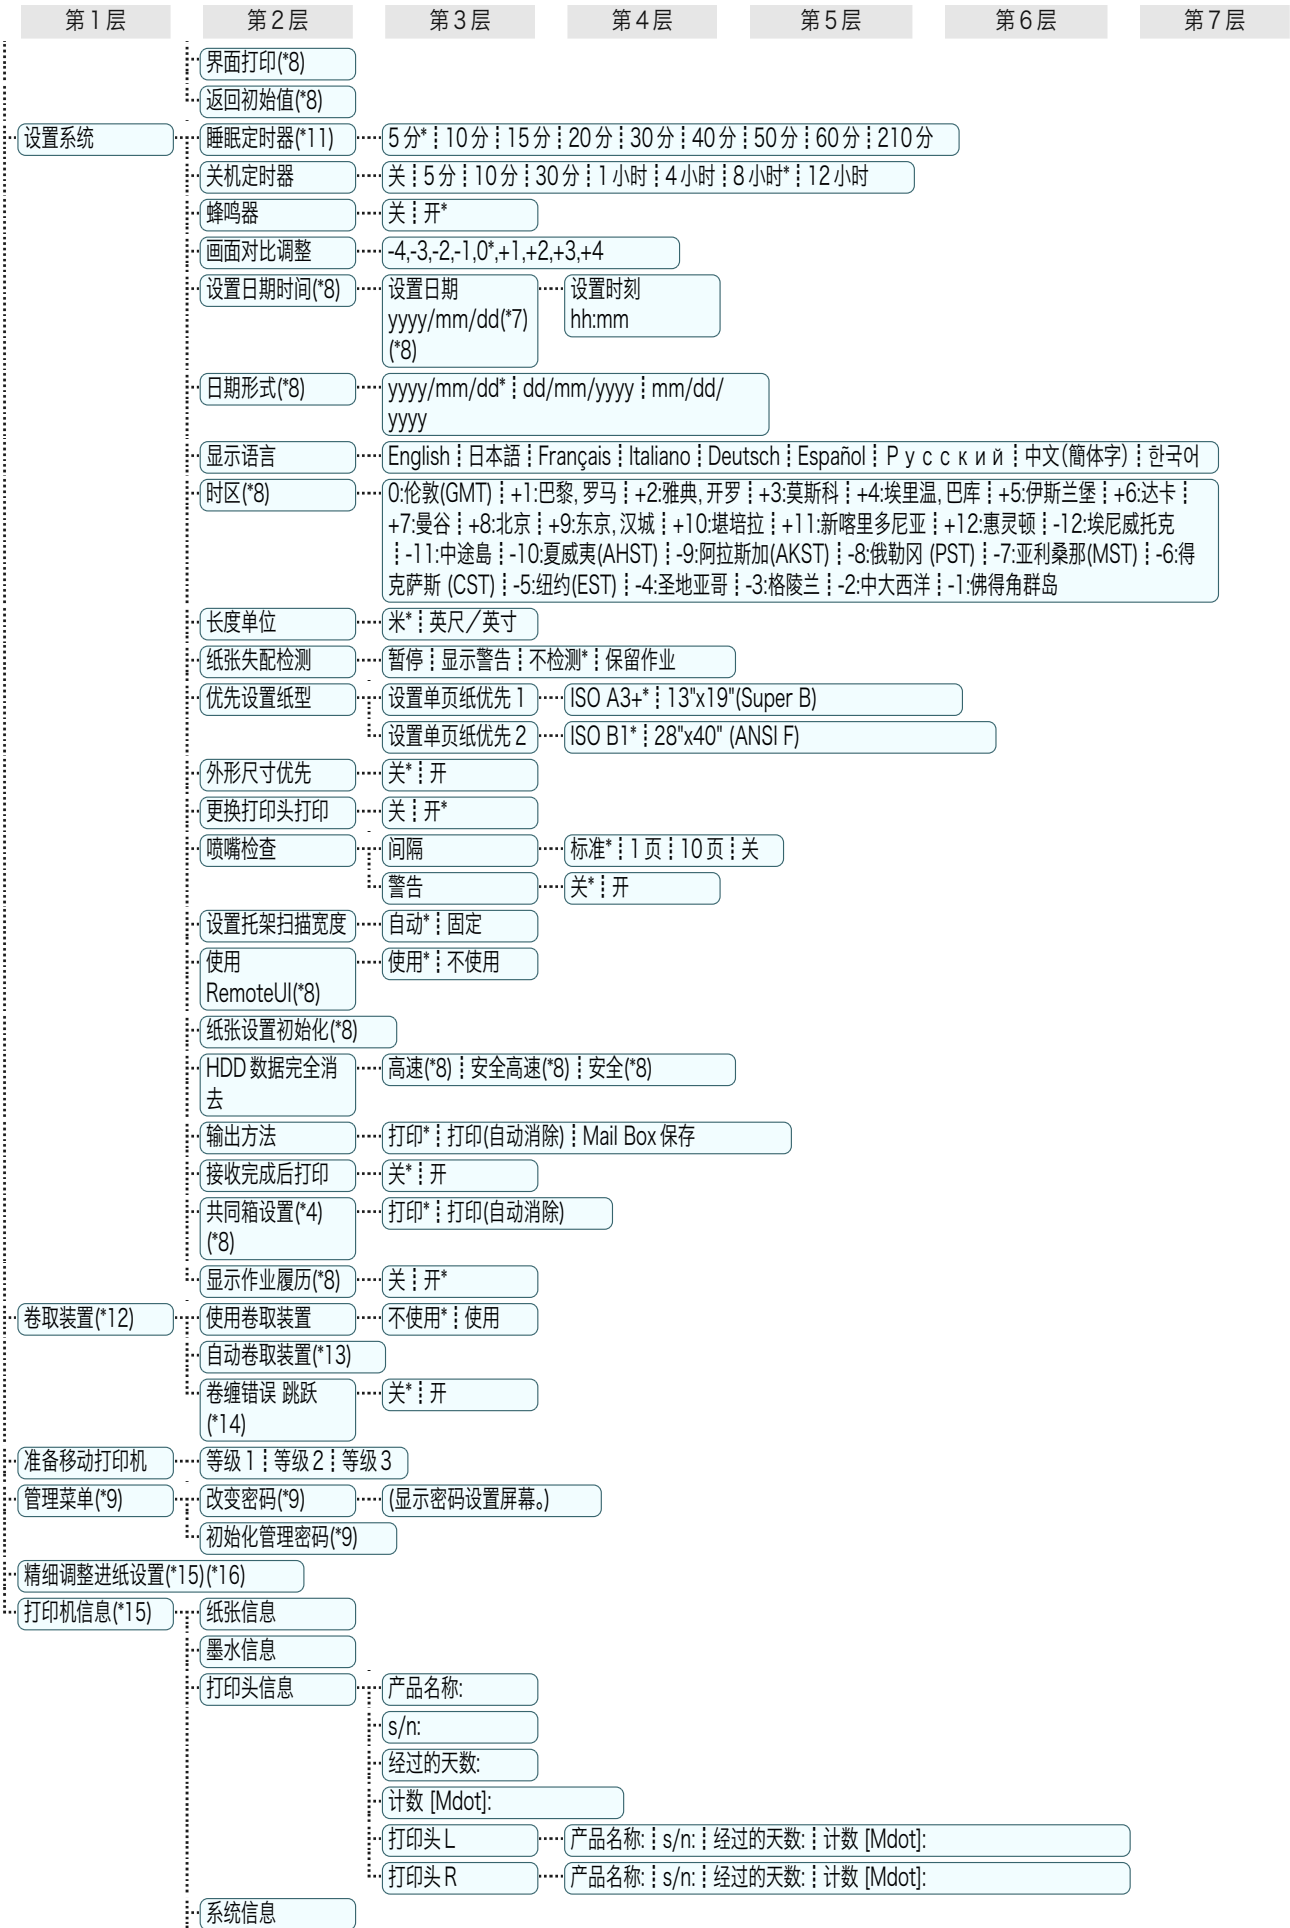 第1层 第2层 第3层 第4层 第5层 第6层 第7层
界面打印(*8)
返回初始值(*8)
设置系统 睡眠定时器(*11) 5分*┇10分┇15分┇20分┇30分┇40分┇50分┇60分┇210分
关机定时器 关┇5分┇10分┇30分┇1小时┇4小时┇8小时*┇12小时
蜂鸣器 关┇开*
画面对比调整 -4,-3,-2,-1,0*,+1,+2,+3,+4
设置日期时间(*8) 设置日期 设置时刻
yyyy/mm/dd(*7) hh:mm
(*8)
日期形式(*8) yyyy/mm/dd*┇dd/mm/yyyy┇mm/dd/
yyyy
显示语言 English┇日本語┇Français┇Italiano┇Deutsch┇Español┇Русский┇中文(簡体字)┇한국어
时区(*8) 0:伦敦(GMT)┇+1:巴黎, 罗马┇+2:雅典, 开罗┇+3:莫斯科┇+4:埃里温, 巴库┇+5:伊斯兰堡┇+6:达卡┇
+7:曼谷┇+8:北京┇+9:东京, 汉城┇+10:堪培拉┇+11:新喀里多尼亚┇+12:惠灵顿┇-12:埃尼威托克
┇-11:中途島┇-10:夏威夷(AHST)┇-9:阿拉斯加(AKST)┇-8:俄勒冈 (PST)┇-7:亚利桑那(MST)┇-6:得
克萨斯 (CST)┇-5:纽约(EST)┇-4:圣地亚哥┇-3:格陵兰┇-2:中大西洋┇-1:佛得角群岛
长度单位 米*┇英尺／英寸
纸张失配检测 暂停┇显示警告┇不检测*┇保留作业
优先设置纸型 设置单页纸优先1 ISO A3+*┇13"x19"(Super B)
设置单页纸优先2 ISO B1*┇28"x40" (ANSI F)
外形尺寸优先 关*┇开
更换打印头打印 关┇开*
喷嘴检查 间隔 标准*┇1页┇10页┇关
警告 关*┇开
设置托架扫描宽度 自动*┇固定
使用 使用*┇不使用
RemoteUI(*8)
纸张设置初始化(*8)
HDD数据完全消 高速(*8)┇安全高速(*8)┇安全(*8)
去
输出方法 打印*┇打印(自动消除)┇Mail Box保存
接收完成后打印 关*┇开
共同箱设置(*4) 打印*┇打印(自动消除)
(*8)
显示作业履历(*8) 关┇开*
卷取装置(*12) 使用卷取装置 不使用*┇使用
自动卷取装置(*13)
卷缠错误 跳跃 关*┇开
(*14)
准备移动打印机 等级1┇等级2┇等级3
管理菜单(*9) 改变密码(*9) (显示密码设置屏幕。)
初始化管理密码(*9)
精细调整进纸设置(*15)(*16)
打印机信息(*15) 纸张信息
墨水信息
打印头信息 产品名称:
s/n:
经过的天数:
计数 [Mdot]:
打印头L 产品名称:┇s/n:┇经过的天数:┇计数 [Mdot]:
打印头R 产品名称:┇s/n:┇经过的天数:┇计数 [Mdot]:
系统信息